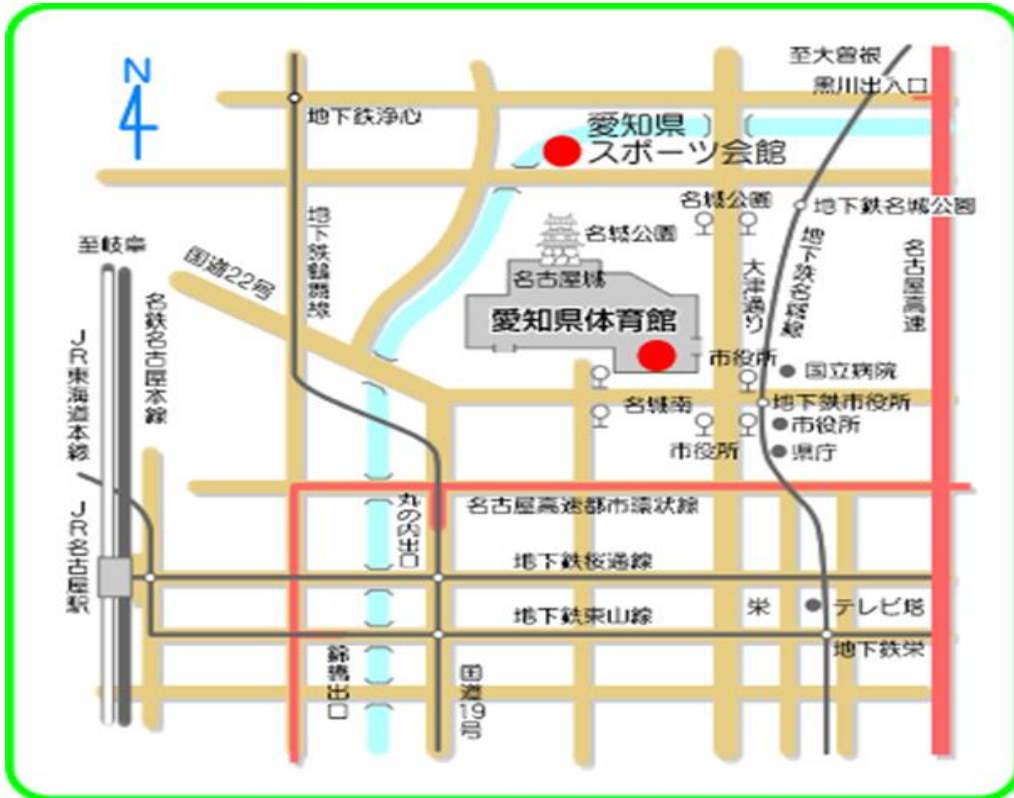 N
至大曽根
黒川出入口
地下鉄浄心
愛知県
スポーツ会館
名城公園
地下鉄名城公園
地下鉄鶴舞線
名城公園
至岐阜
国道22号
名古屋城
大津通り
名古屋高速
名鉄名古屋本線
愛知県体育館
JR東海道本線
市役所
国立病院
名城南
地下鉄市役所
市役所
市役所
県庁
丸の内出口
名古屋高速都市環状線
JR名古屋駅
地下鉄桜通線
地下鉄東山線
栄
テレビ塔
地下鉄栄
錦橋出口
国道19号